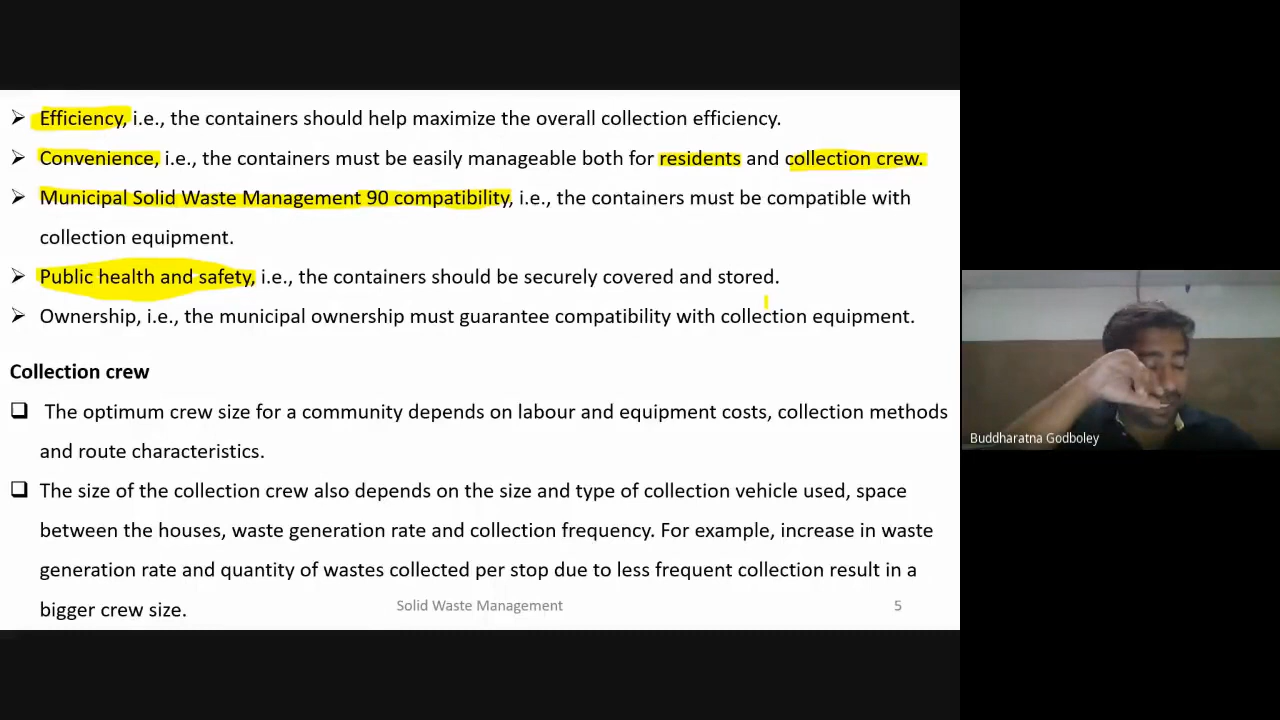 ➢ Efficiency, i.e., the containers should help maximize the overall collection efficiency.
➢ Convenience, i.e., the containers must be easily manageable both for residents and collection crew.
➢ Municipal Solid Waste Management 90 compatibility, i.e., the containers must be compatible with
collection equipment.
➢ Public health and safety, i.e., the containers should be securely covered and stored.
➢ Ownership, i.e., the municipal ownership must guarantee compatibility with collection equipment.
Collection crew
❑ The optimum crew size for a community depends on labour and equipment costs, collection methods
and route characteristics.
❑ The size of the collection crew also depends on the size and type of collection vehicle used, space
between the houses, waste generation rate and collection frequency. For example, increase in waste
generation rate and quantity of wastes collected per stop due to less frequent collection result in a
bigger crew size.
Solid Waste Management 5
Buddharatna Godboley